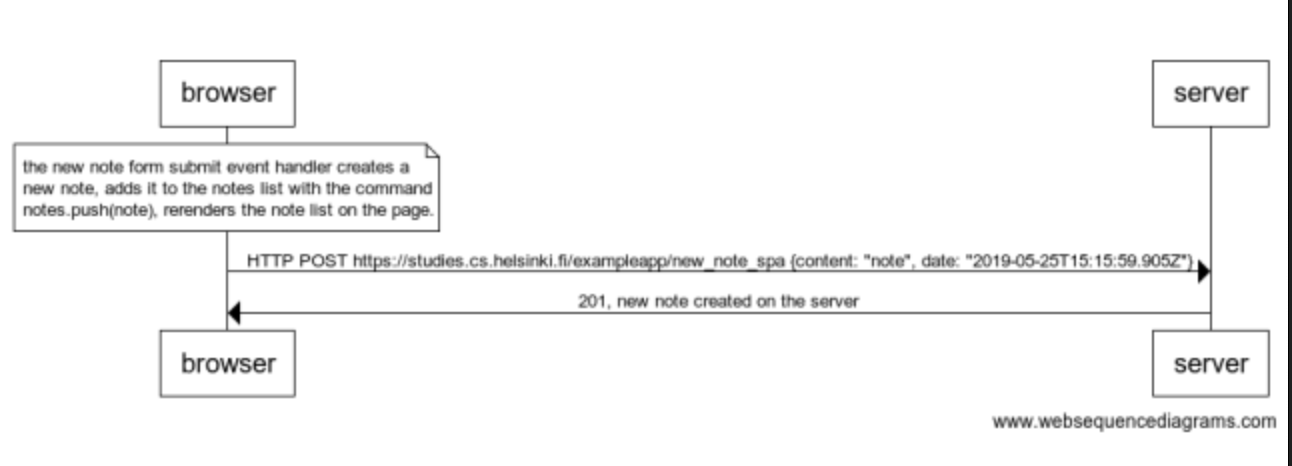 browser
server
the new note form submit event handler creates a
new note, adds it to the notes list with the command
notes.push(note), rerenders the note list on the page.
HTTP POST https://studies.cs.helsinki.fi/exampleapp/new_note_spa {content: "note", date: "2019-05-25T15:15:59.905Z"}
201, new note created on the server
browser
server
www.websequencediagrams.com